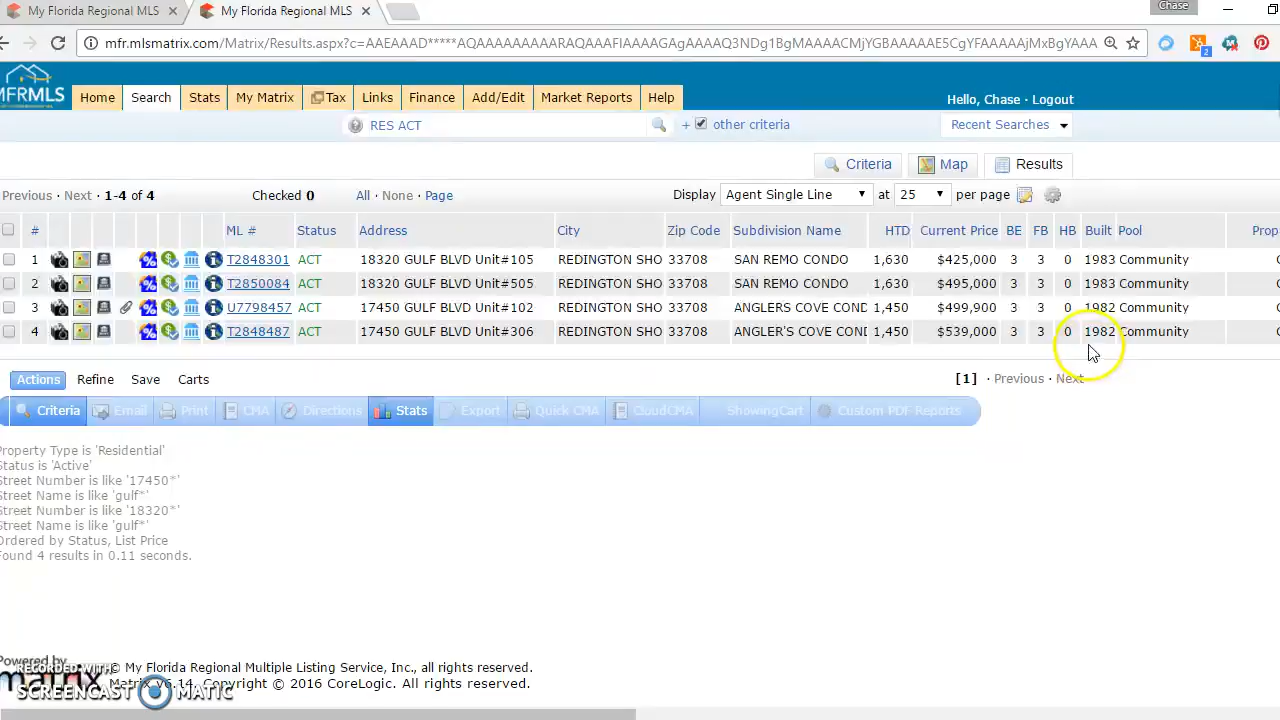 My Florida Regional MLS × My Florida Regional MLS × Chase
mfr.mlsmatrix.com/Matrix/Results.aspx?c=AAEAAAD*****AQAAAAAAAAARAQAAAFIAAAAGAgAAAAQ3NDg1BgMAAAACMjYGBAAAAAE5CgYFAAAAAjMxBgYAAA 2
MFRMLS Home Search Stats My Matrix Tax Links Finance Add/Edit Market Reports Help Hello, Chase · Logout
RES ACT + other criteria Recent Searches
Criteria Map Results
Previous · Next · 1-4 of 4 Checked 0 All · None · Page Display Agent Single Line at 25 per page
# ML # Status Address City Zip Code Subdivision Name HTD Current Price BE FB HB Built Pool Prop
1 T2848301 ACT 18320 GULF BLVD Unit#105 REDINGTON SHO 33708 SAN REMO CONDO 1,630 $425,000 3 3 0 1983 Community
2 T2850084 ACT 18320 GULF BLVD Unit#505 REDINGTON SHO 33708 SAN REMO CONDO 1,630 $495,000 3 3 0 1983 Community
3 U7798457 ACT 17450 GULF BLVD Unit#102 REDINGTON SHO 33708 ANGLERS COVE COND 1,450 $499,900 3 3 0 1982 Community
4 T2848487 ACT 17450 GULF BLVD Unit#306 REDINGTON SHO 33708 ANGLER'S COVE CONE 1,450 $539,000 3 3 0 1982 Community
Actions Refine Save Carts [1] · Previous · Next
Criteria Email Print CMA Directions Stats Export Quick CMA CloudCMA ShowingCart Custom PDF Reports
Property Type is 'Residential'
Status is 'Active'
Street Number is like '17450*'
Street Name is like 'gulf*'
Street Number is like '18320*'
Street Name is like 'gulf*'
Ordered by Status, List Price
Found 4 results in 0.11 seconds.
Powered by
matrix © My Florida Regional Multiple Listing Service, Inc., all rights reserved.
Matrix v6.14, Copyright © 2016 CoreLogic. All rights reserved.
RECORDED WITH
SCREENCAST MATIC